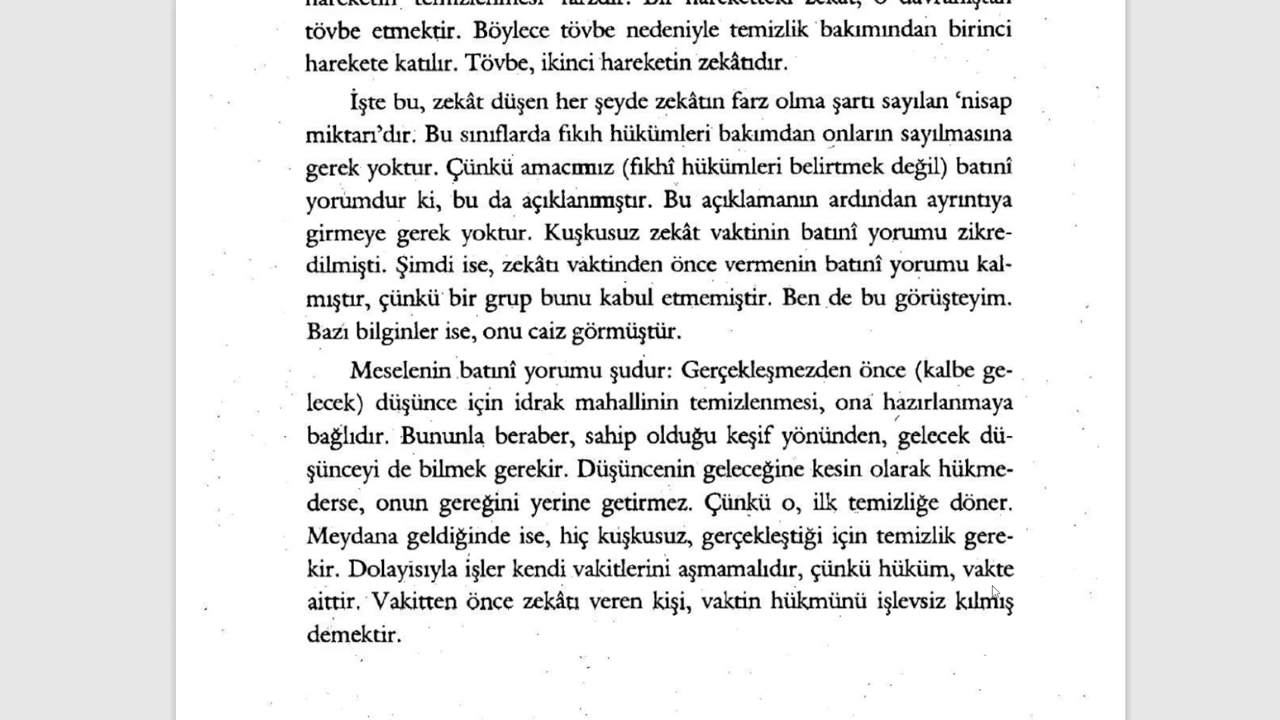 hareketin temizlenmesi farzdır. Bir hareketteki zekât, o davranıştan
tövbe etmektir. Böylece tövbe nedeniyle temizlik bakımından birinci
harekete katılır. Tövbe, ikinci hareketin zekâtıdır.
İşte bu, zekât düşen her şeyde zekâtın farz olma şartı sayılan ‘nisap
miktarı’dır. Bu sınıflarda fıkıh hükümleri bakımdan onların sayılmasına
gerek yoktur. Çünkü amacımız (fıkhî hükümleri belirtmek değil) batınî
yorumdur ki, bu da açıklanmıştır. Bu açıklamanın ardından ayrıntıya
girmeye gerek yoktur. Kuşkusuz zekât vaktinin batınî yorumu zikre-
dilmişti. Şimdi ise, zekâtı vaktinden önce vermenin batınî yorumu kal-
mıştır, çünkü bir grup bunu kabul etmemiştir. Ben de bu görüşteyim.
Bazı bilginler ise, onu caiz görmüştür.
Meselenin batınî yorumu şudur: Gerçekleşmezden önce (kalbe ge-
lecek) düşünce için idrak mahallinin temizlenmesi, ona hazırlanmaya
bağlıdır. Bununla beraber, sahip olduğu keşif yönünden, gelecek dü-
şünceyi de bilmek gerekir. Düşüncenin geleceğine kesin olarak hükme-
derse, onun gereğini yerine getirmez. Çünkü o, ilk temizliğe döner.
Meydana geldiğinde ise, hiç kuşkusuz, gerçekleştiği için temizlik gere-
kir. Dolayısıyla işler kendi vakitlerini aşmamalıdır, çünkü hüküm, vakte
aittir. Vakitten önce zekâtı veren kişi, vaktin hükmünü işlevsiz kılmış
demektir.